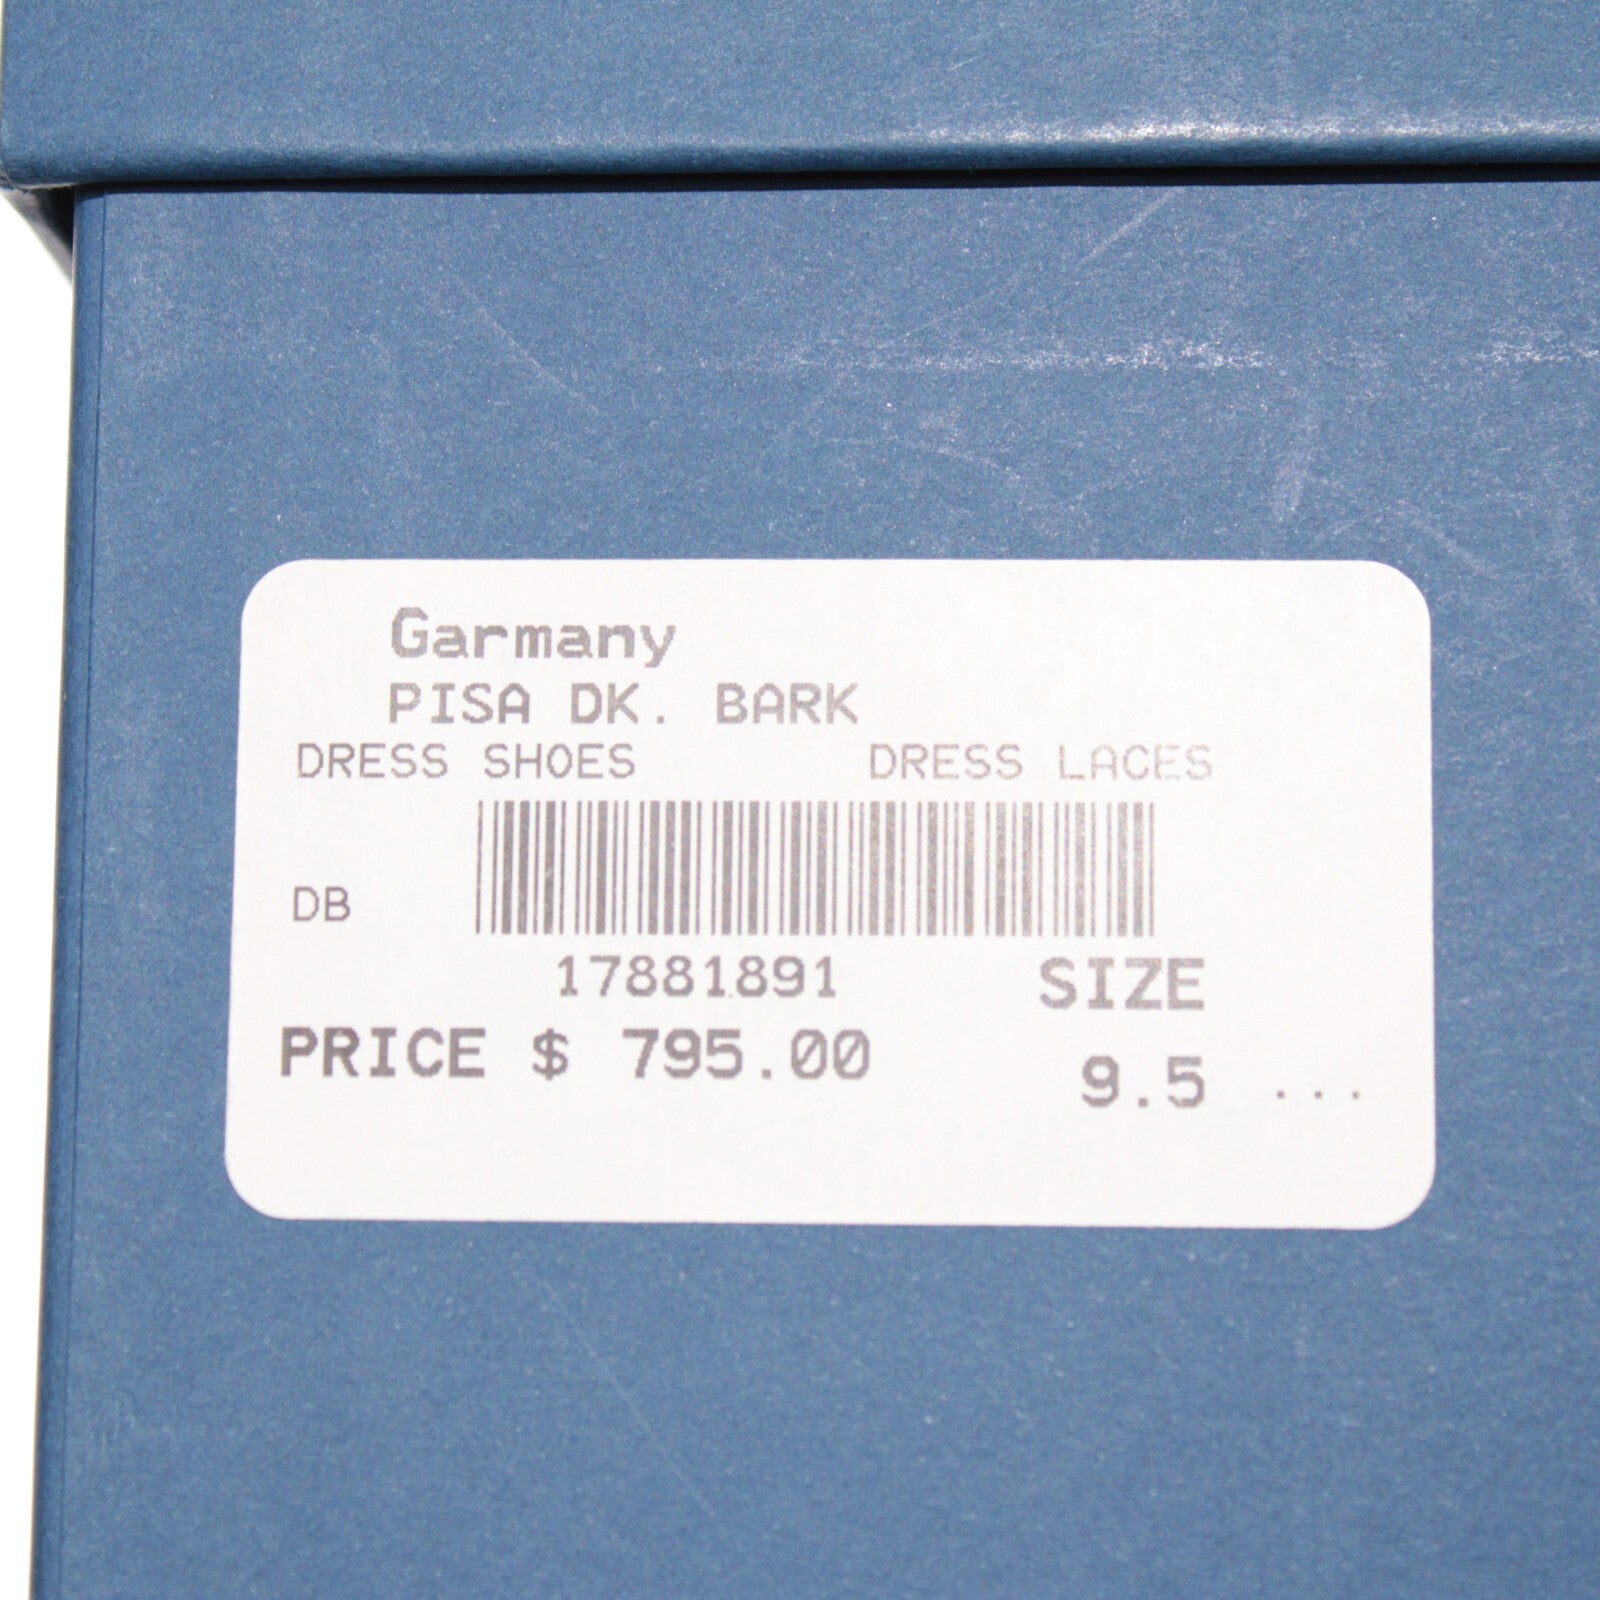 Garmany
PISA DK. BARK
DRESS SHOES DRESS LACES
DB
17881891 SIZE
PRICE $ 795.00 9.5 ...